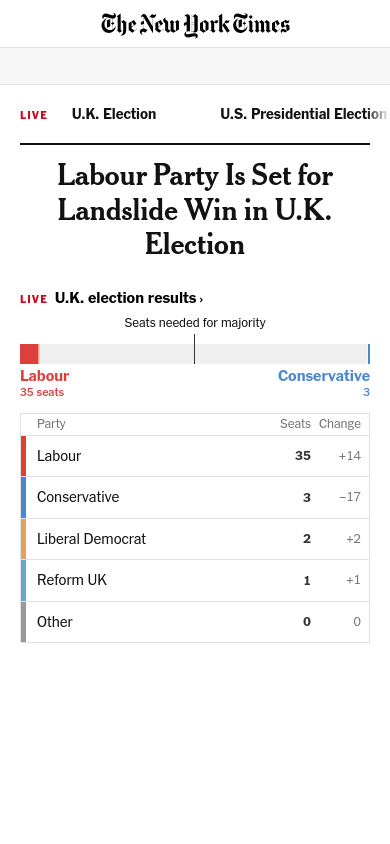 The New York Times
LIVE U.K. Election U.S. Presidential Election
Labour Party Is Set for
Landslide Win in U.K.
Election
LIVE U.K. election results ›
Seats needed for majority
Labour Conservative
35 seats 3
Party Seats Change
Labour 35 +14
Conservative 3 −17
Liberal Democrat 2 +2
Reform UK 1 +1
Other 0 0